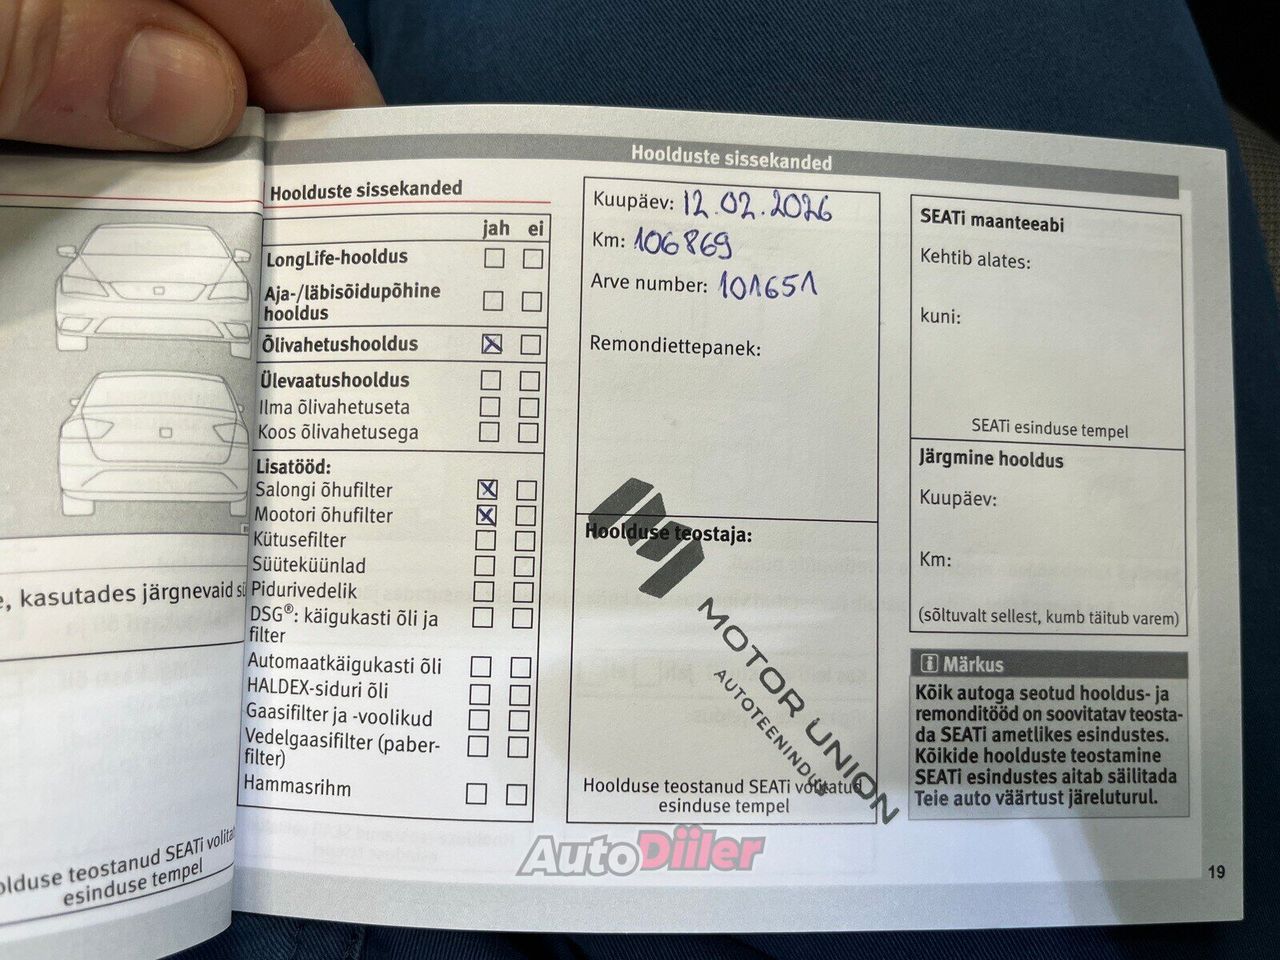 Hoolduste sissekanded
Hoolduste sissekanded
jah ei
LongLife-hooldus
Aja-/läbisõidupõhine
hooldus
Õlivahetushooldus
Ülevaatushooldus
Ilma õlivahetuseta
Koos õlivahetusega
Lisatööd:
Salongi õhufilter
Mootori õhufilter
Kütusefilter
Süüteküünlad
Pidurivedelik
DSG®: käigukasti õli ja
filter
Automaatkäigukasti õli
HALDEX-siduri õli
Gaasifilter ja -voolikud
Vedelgaasifilter (paber-
filter)
Hammasrihm
Kuupäev: 12.02.2026
Km: 106869
Arve number: 101651
Remondiettepanek:
Hoolduse teostaja:
MOTOR UNION
AUTOTEENINDUS
Hoolduse teostanud SEATi volitatud
esinduse tempel
SEATi maanteeabi
Kehtib alates:
kuni:
SEATi esinduse tempel
Järgmine hooldus
Kuupäev:
Km:
(sõltuvalt sellest, kumb täitub varem)
i Märkus
Kõik autoga seotud hooldus- ja
remonditööd on soovitatav teosta-
da SEATi ametlikes esindustes.
Kõikide hoolduste teostamine
SEATi esindustes aitab säilitada
Teie auto väärtust järeluturul.
19
, kasutades järgnevaid
teostanud SEATi
esinduse tempel
AutoDiiler